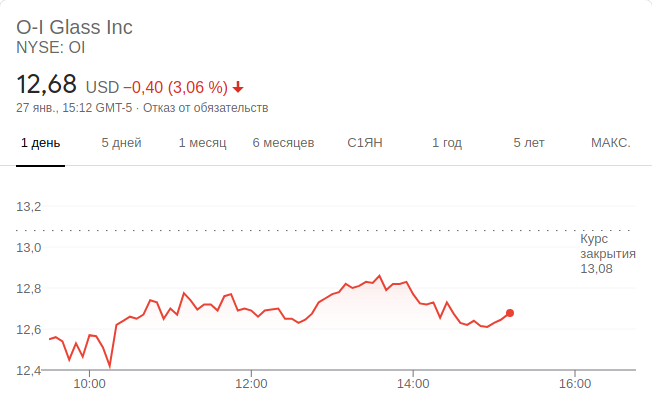 O-I Glass Inc
NYSE: OI
12,68 USD −0,40 (3,06 %)
27 янв., 15:12 GMT-5 · Отказ от обязательств
1 день 5 дней 1 месяц 6 месяцев С1ЯН 1 год 5 лет МАКС.
13,2
Курс
13,0
закрытия
13,08
12,8
12,6
12,4
10:00 12:00 14:00 16:00